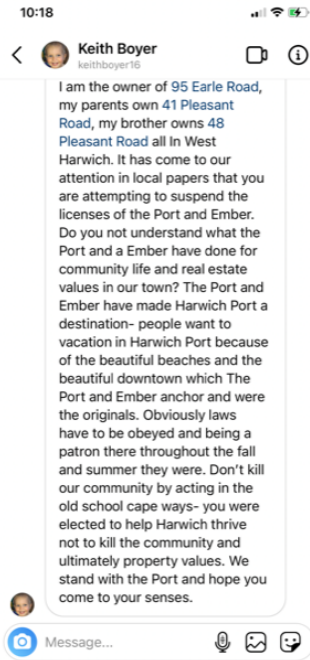 10:18
Keith Boyer
keithboyer16
I am the owner of 95 Earle Road,
my parents own 41 Pleasant
Road, my brother owns 48
Pleasant Road all In West
Harwich. It has come to our
attention in local papers that you
are attempting to suspend the
licenses of the Port and Ember.
Do you not understand what the
Port and a Ember have done for
community life and real estate
values in our town? The Port and
Ember have made Harwich Port a
destination- people want to
vacation in Harwich Port because
of the beautiful beaches and the
beautiful downtown which The
Port and Ember anchor and were
the originals. Obviously laws
have to be obeyed and being a
patron there throughout the fall
and summer they were. Don't kill
our community by acting in the
old school cape ways- you were
elected to help Harwich thrive
not to kill the community and
ultimately property values. We
stand with the Port and hope you
come to your senses.
Message...